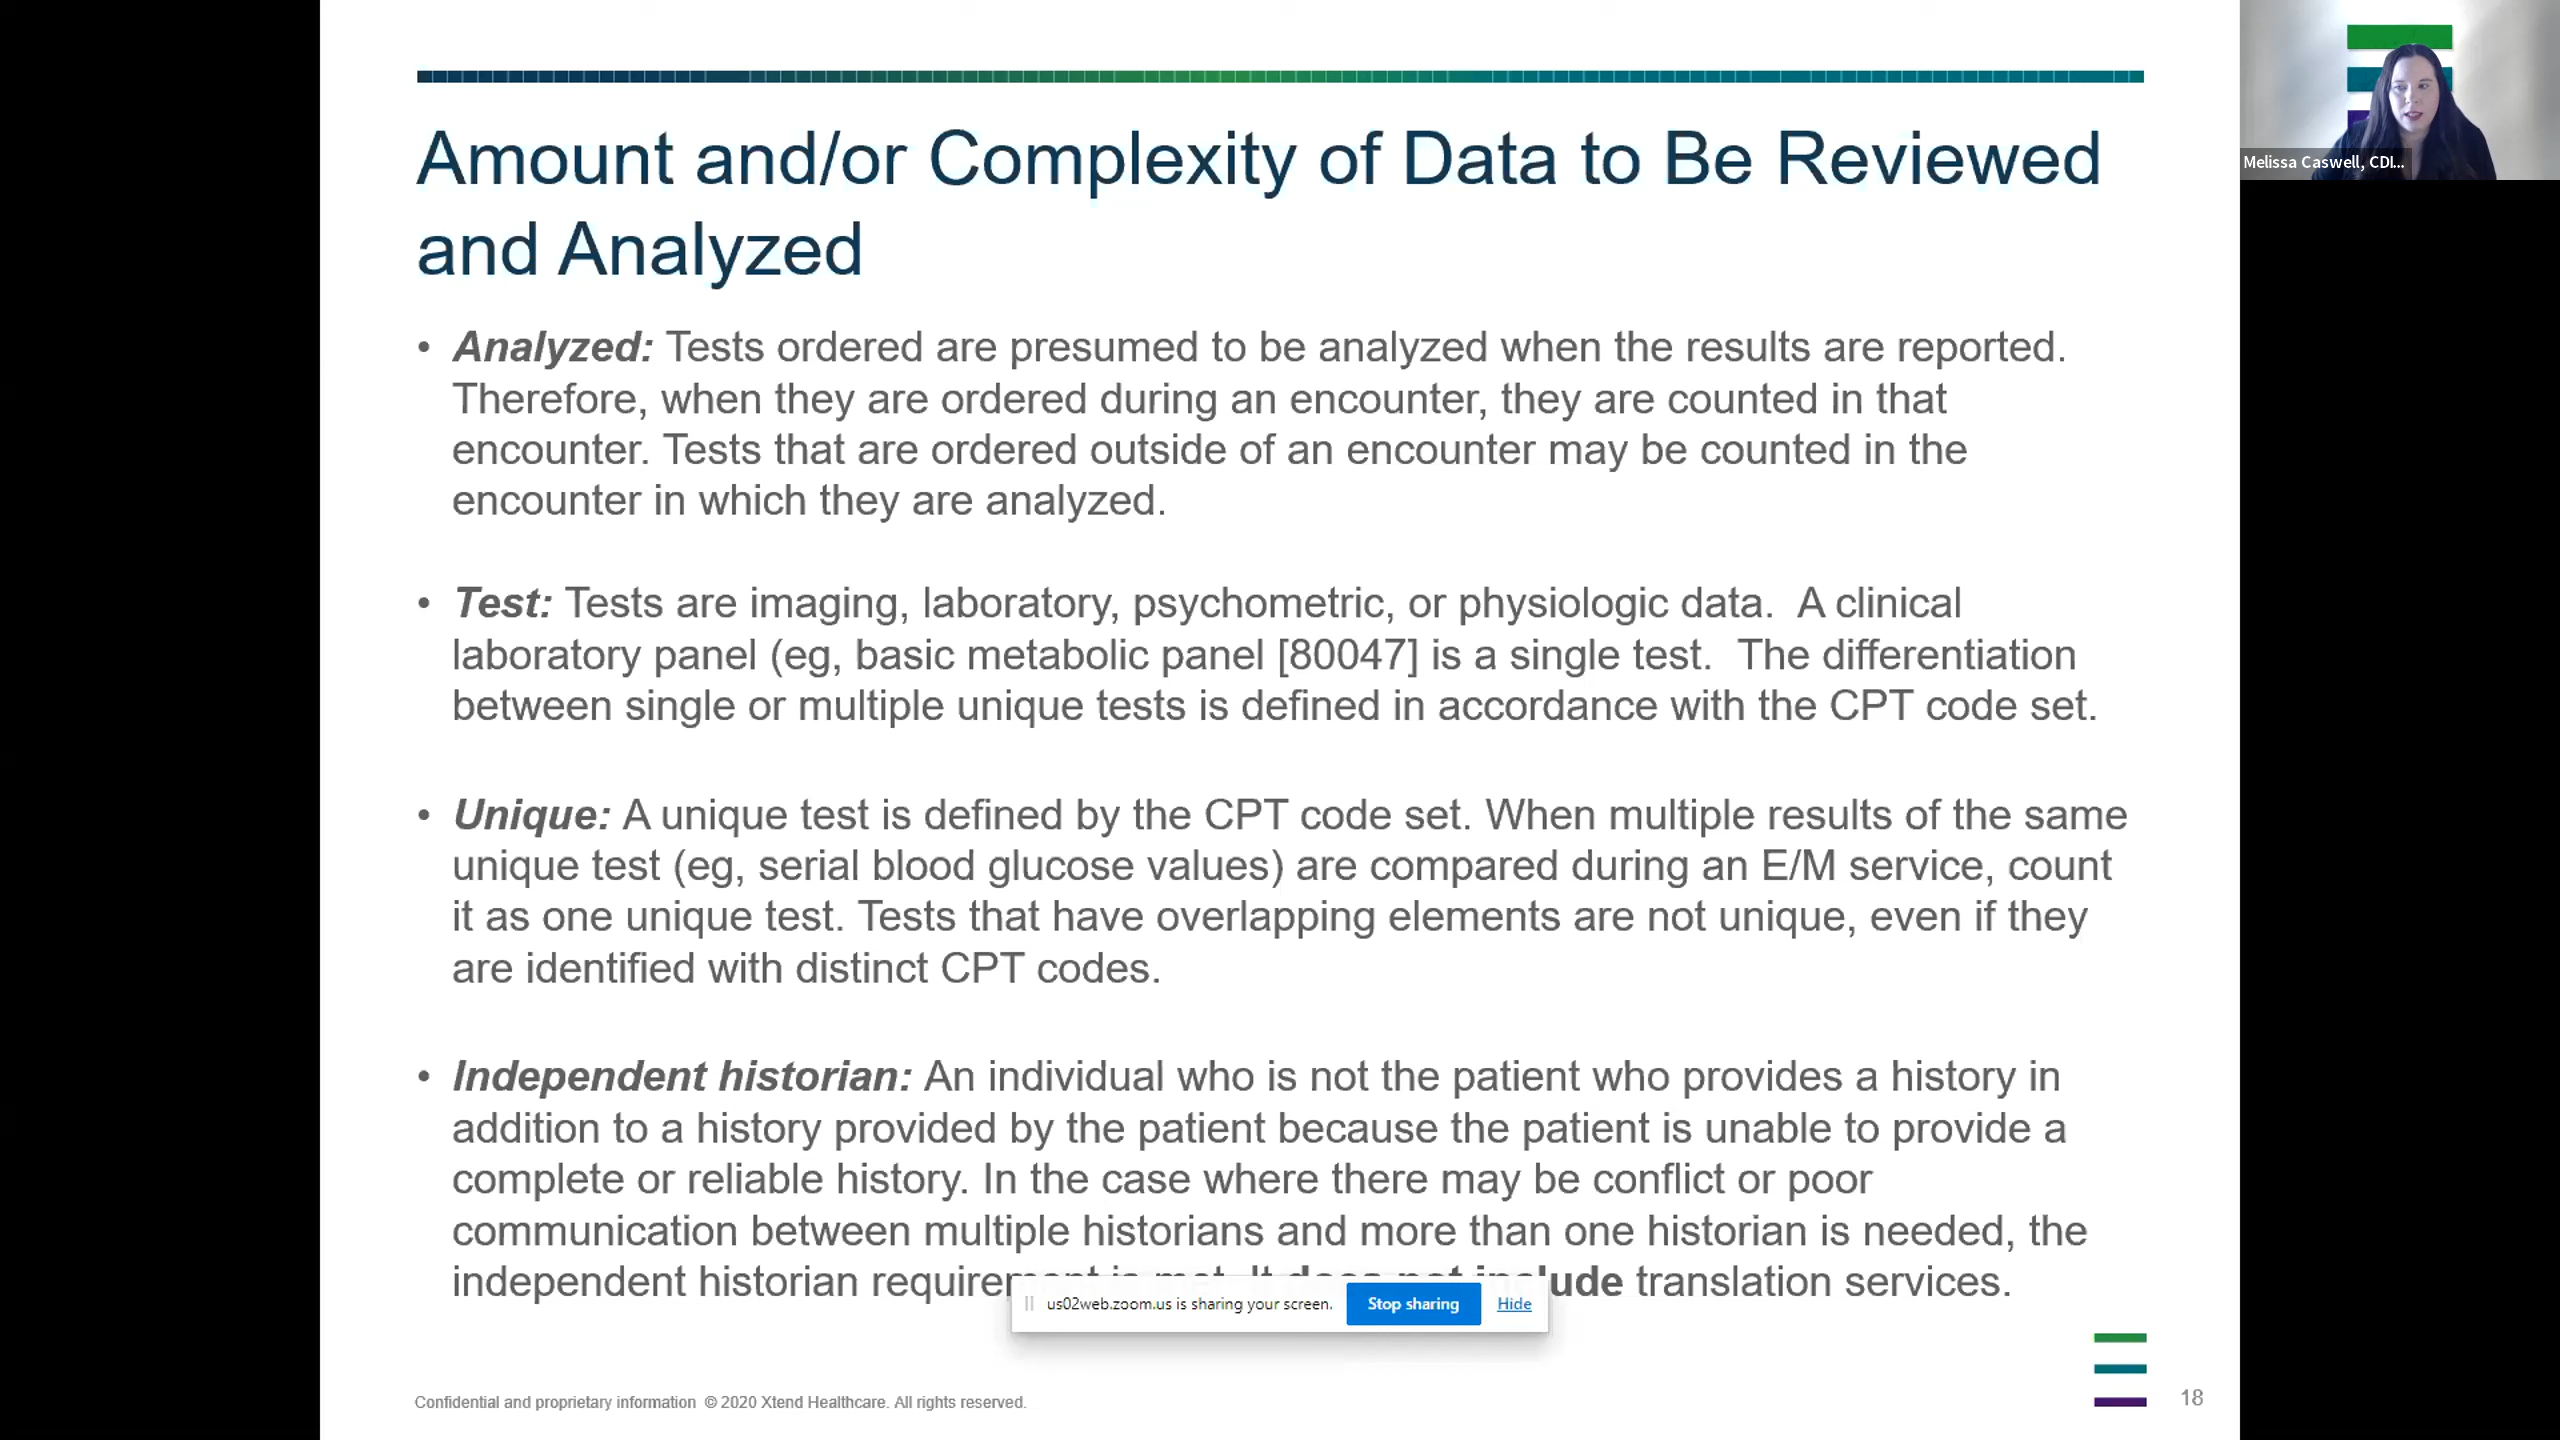 Amount and/or Complexity of Data to Be Reviewed
and Analyzed
Melissa Caswell, CDI...
• Analyzed: Tests ordered are presumed to be analyzed when the results are reported.
Therefore, when they are ordered during an encounter, they are counted in that
encounter. Tests that are ordered outside of an encounter may be counted in the
encounter in which they are analyzed.
• Test: Tests are imaging, laboratory, psychometric, or physiologic data.  A clinical
laboratory panel (eg, basic metabolic panel [80047] is a single test.  The differentiation
between single or multiple unique tests is defined in accordance with the CPT code set.
• Unique: A unique test is defined by the CPT code set. When multiple results of the same
unique test (eg, serial blood glucose values) are compared during an E/M service, count
it as one unique test. Tests that have overlapping elements are not unique, even if they
are identified with distinct CPT codes.
• Independent historian: An individual who is not the patient who provides a history in
addition to a history provided by the patient because the patient is unable to provide a
complete or reliable history. In the case where there may be conflict or poor
communication between multiple historians and more than one historian is needed, the
independent historian translation services.
us02web.zoom.us is sharing your screen. Stop sharing Hide
Confidential and proprietary information © 2020 Xtend Healthcare. All rights reserved.
18